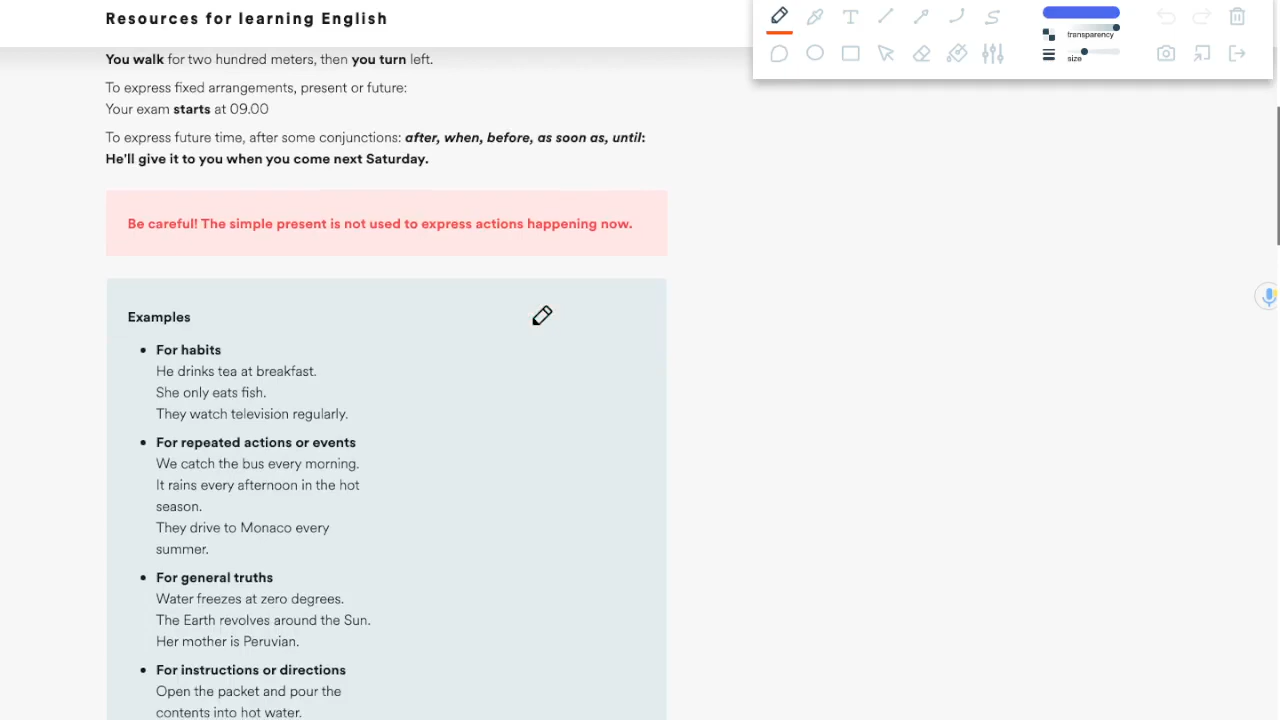 Resources for learning English
You walk for two hundred meters, then you turn left.
To express fixed arrangements, present or future:
Your exam starts at 09.00
To express future time, after some conjunctions: after, when, before, as soon as, until:
He'll give it to you when you come next Saturday.
Be careful! The simple present is not used to express actions happening now.
Examples
For habits
He drinks tea at breakfast.
She only eats fish.
They watch television regularly.
For repeated actions or events
We catch the bus every morning.
It rains every afternoon in the hot
season.
They drive to Monaco every
summer.
For general truths
Water freezes at zero degrees.
The Earth revolves around the Sun.
Her mother is Peruvian.
For instructions or directions
Open the packet and pour the
contents into hot water.
transparency
size